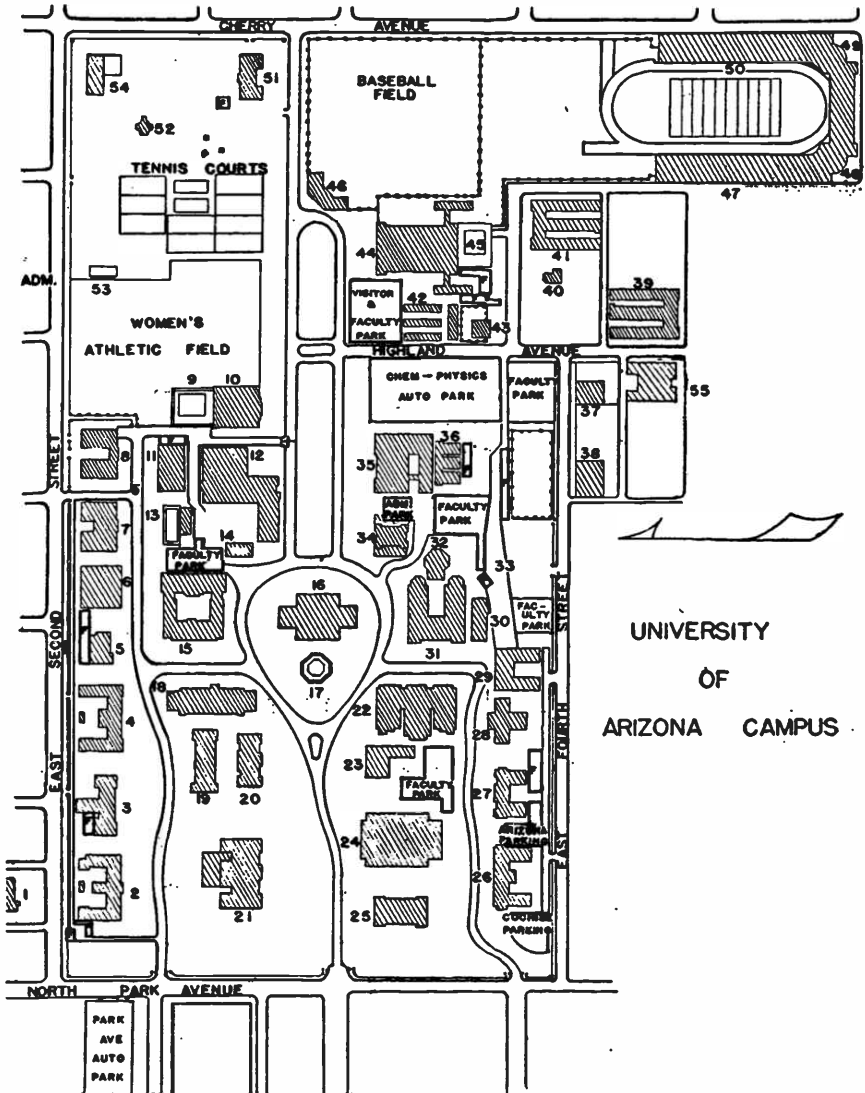 CHERRY AVENUE
49
50
51
54
BASEBALL
FIELD
52
TENNIS COURTS
46
48
47
44
45
41
ADM.
53
40
39
VISITOR
&
FACULTY
PARK
42
43
WOMEN'S
ATHLETIC FIELD
HIGHLAND AVENUE
9
10
CHEM-PHYSICS
AUTO PARK
FACULTY
PARK
37
55
STREET
8
11
12
35
36
38
7
13
14
FACULTY
PARK
ADM
PARK
34
FACULTY
PARK
32
33
6
16
FAC-
ULTY
PARK
STREET
SECOND
5
15
17
31
30
UNIVERSITY
OF
ARIZONA CAMPUS
29
18
22
28
4
EAST
19
20
23
FACULTY
PARK
27
FOURTH
3
24
ARIZONA
PARKING
EAST
1
2
21
25
26
COCHISE
PARKING
NORTH PARK AVENUE
PARK
AVE
AUTO
PARK